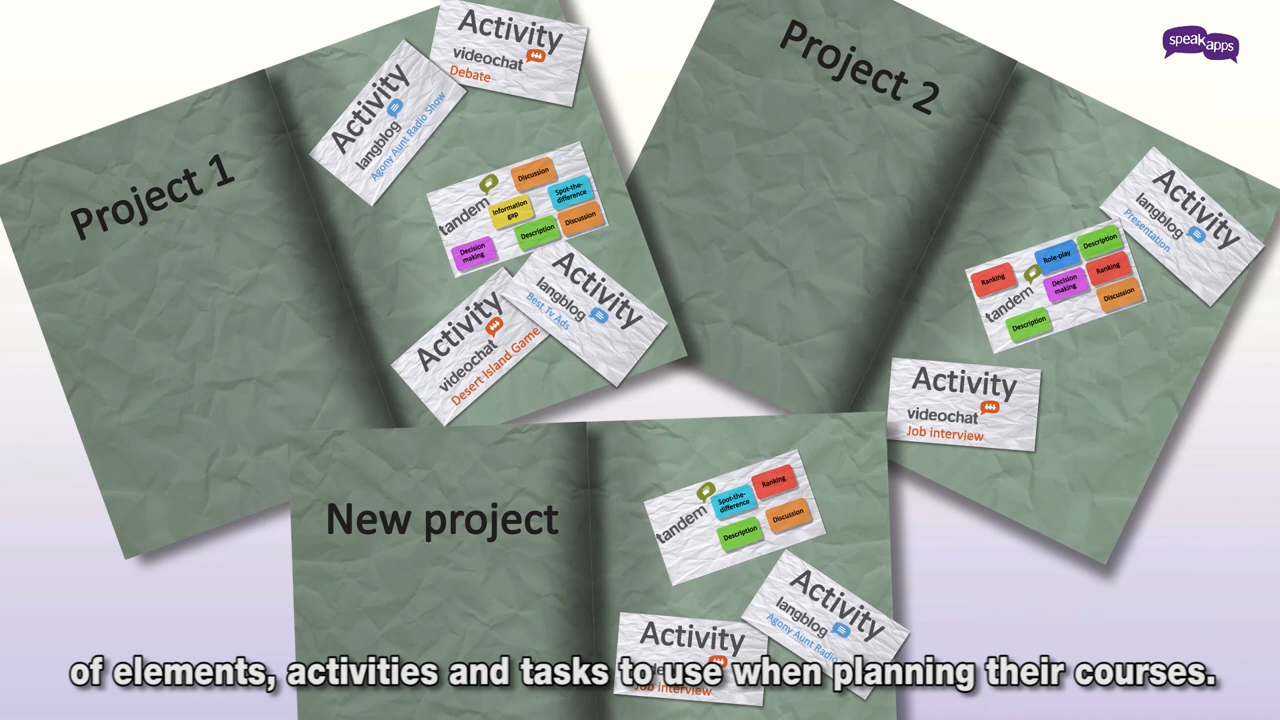 speakapps
Project 1
Activity
videochat
Debate
Activity
langblog
Agony Aunt Radio Show
tandem
Discussion
Spot-the-
difference
Information
gap
Discussion
Description
Decision
making
Activity
videochat
Desert Island Game
Activity
langblog
Best Tv Ads
Project 2
Activity
langblog
Presentation
tandem
Ranking
Role-play
Description
Decision
making
Ranking
Discussion
Description
Activity
videochat
Job interview
New project
tandem
Spot-the-
difference
Ranking
Description
Discussion
Activity
langblog
Agony Aunt Radio
Activity
Job interview
of elements, activities and tasks to use when planning their courses.